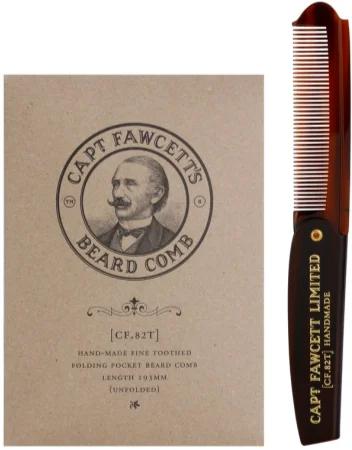 CAPT FAWCETT'S
TM
®
BEARD COMB
[CF.82T]
HAND-MADE FINE TOOTHED
FOLDING POCKET BEARD COMB
LENGTH 193MM
(UNFOLDED)
CAPT FAWCETT LIMITED
[CF.82T] HANDMADE